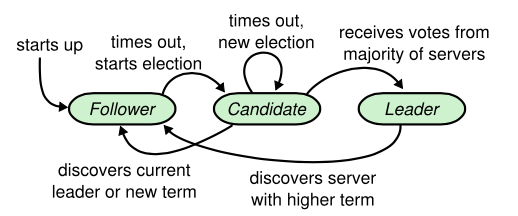 starts up
times out,
starts election
times out,
new election
receives votes from
majority of servers
Follower
Candidate
Leader
discovers current
leader or new term
discovers server
with higher term